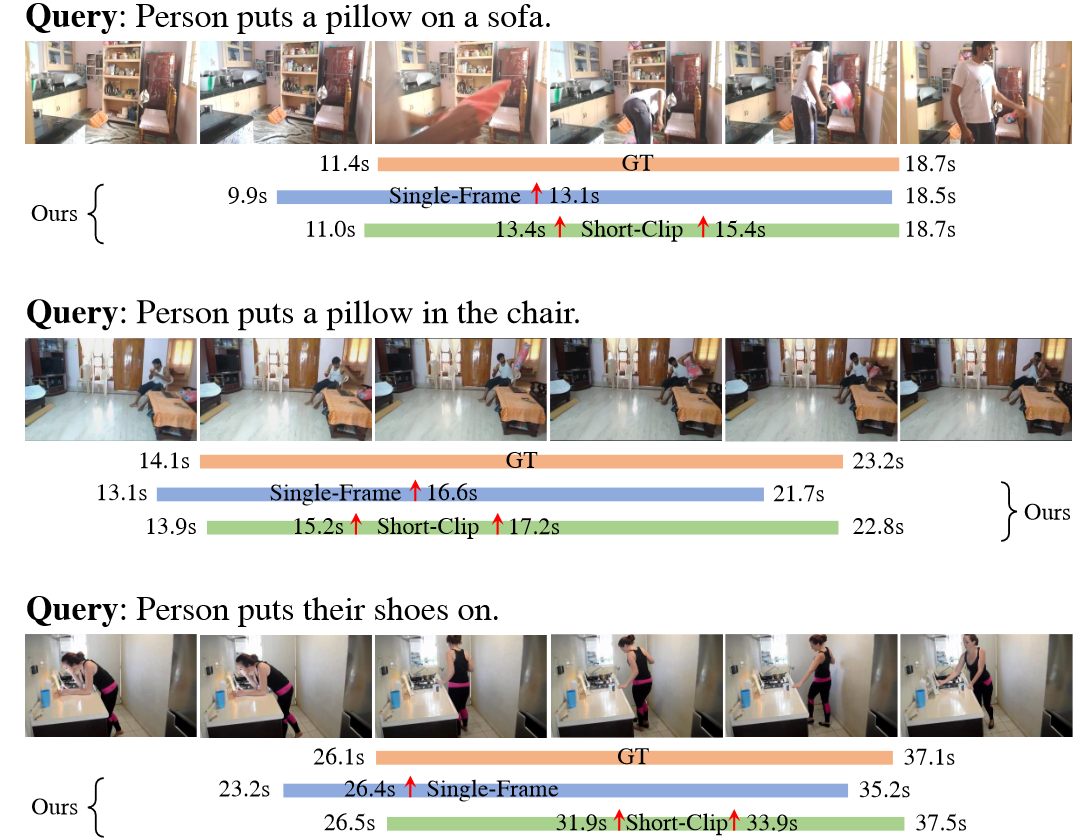 Query: Person puts a pillow on a sofa.
11.4s GT 18.7s
Ours
9.9s Single-Frame 13.1s 18.5s
11.0s 13.4s Short-Clip 15.4s 18.7s
Query: Person puts a pillow in the chair.
14.1s GT 23.2s
13.1s Single-Frame 16.6s 21.7s
Ours
13.9s 15.2s Short-Clip 17.2s 22.8s
Query: Person puts their shoes on.
26.1s GT 37.1s
Ours
23.2s 26.4s Single-Frame 35.2s
26.5s 31.9s Short-Clip 33.9s 37.5s